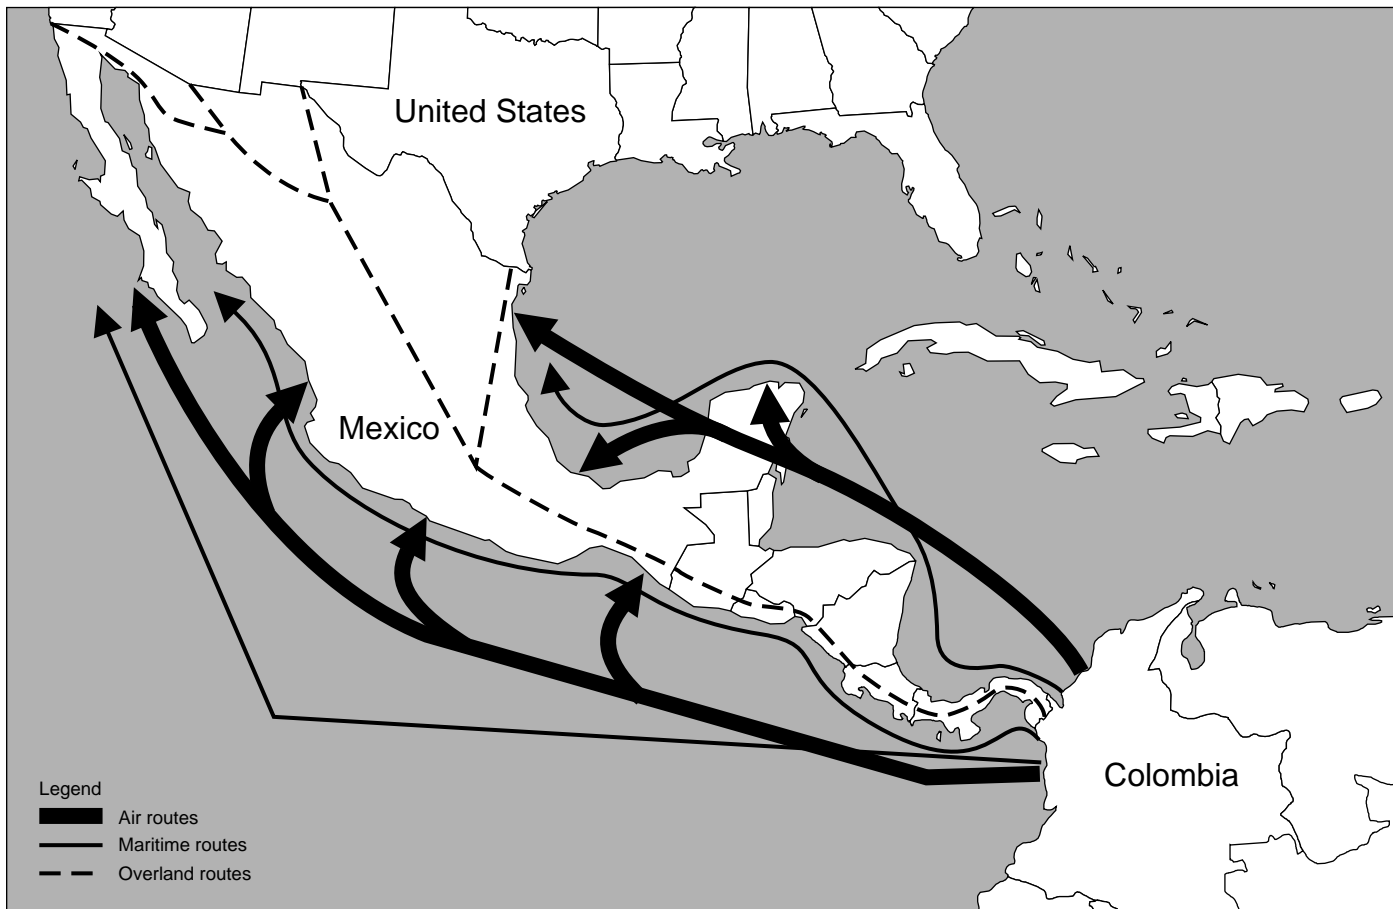 United States
Mexico
Colombia
Legend
Air routes
Maritime routes
Overland routes